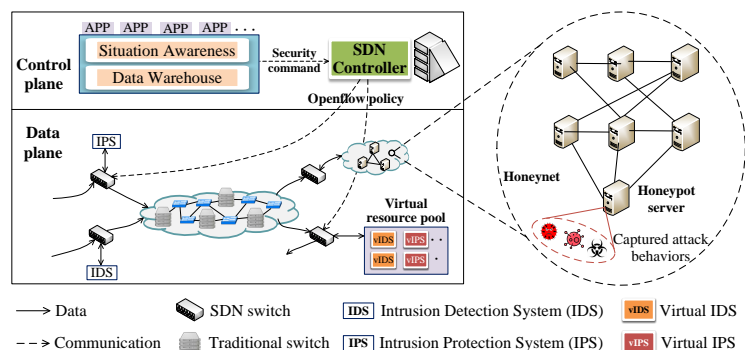 APP APP APP APP . . .
Situation Awareness
Data Warehouse
Control
plane
Security
command
SDN
Controller
Openflow policy
Data
plane
IPS
IDS
Virtual
resource pool
vIDS vIPS . .
vIDS vIPS . .
Honeynet
Honeypot
server
Captured attack
behaviors
Data
SDN switch
IDS Intrusion Detection System (IDS)
vIDS Virtual IDS
Communication
Traditional switch
IPS Intrusion Protection System (IPS)
vIPS Virtual IPS